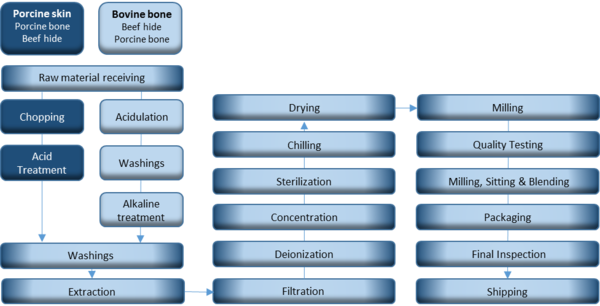 Porcine skin
Porcine bone
Beef hide
Bovine bone
Beef hide
Porcine bone
Raw material receiving
Chopping
Acidulation
Acid
Treatment
Washings
Alkaline
treatment
Washings
Extraction
Drying
Chilling
Sterilization
Concentration
Deionization
Filtration
Milling
Quality Testing
Milling, Sitting & Blending
Packaging
Final Inspection
Shipping